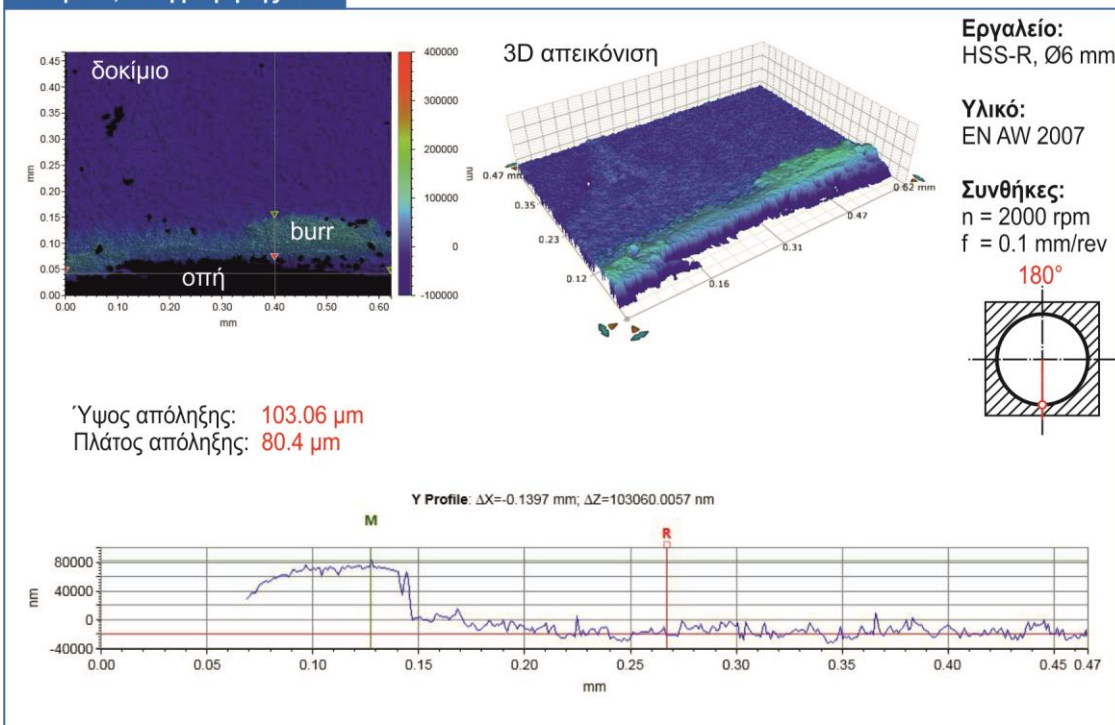 δοκίμιο
burr
οπή
0.45
0.40
0.35
0.30
0.25
0.20
0.15
0.10
0.05
0.00
mm
0.00 0.10 0.20 0.30 0.40 0.50 0.60
mm
400000
300000
200000
100000
0
-100000
nm
3D απεικόνιση
0.47 mm
0.35
0.23
0.12
0.16
0.31
0.47
0.62 mm
Εργαλείο:
HSS-R, Ø6 mm
Υλικό:
EN AW 2007
Συνθήκες:
n = 2000 rpm
f = 0.1 mm/rev
180°
Ύψος απόληξης: 103.06 μm
Πλάτος απόληξης: 80.4 μm
Y Profile: ΔX=-0.1397 mm; ΔZ=103060.0057 nm
M
R
80000
40000
0
-40000
nm
0.00 0.05 0.10 0.15 0.20 0.25 0.30 0.35 0.40 0.45 0.47
mm